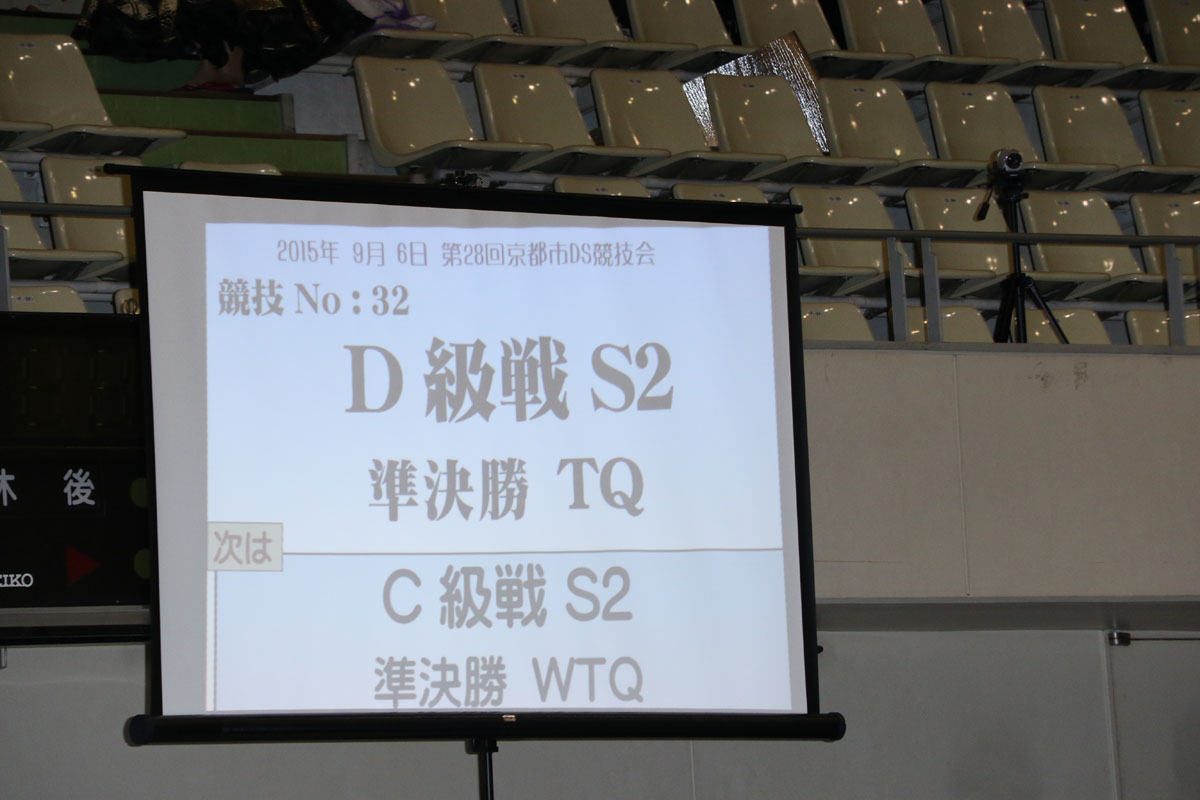 2015年 9月 6日 第28回京都市DS競技会
競技 No : 32
D 級戦 S2
準決勝 TQ
次は
C 級戦 S2
準決勝 WTQ
後